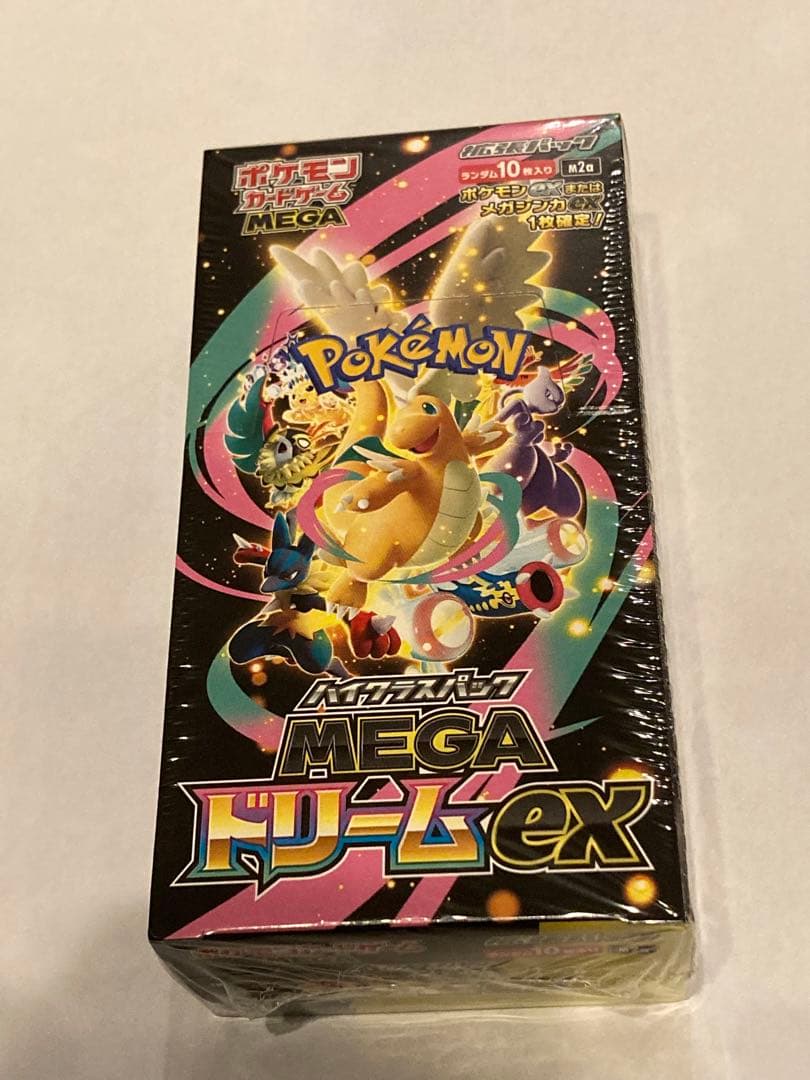 ポケモン
カードゲーム
MEGA
拡張パック
ランダム10枚入り M2a
ポケモンexまたは
メガシンカex
1枚確定!
POKÉMON
ハイクラスパック
MEGA
ドリームex